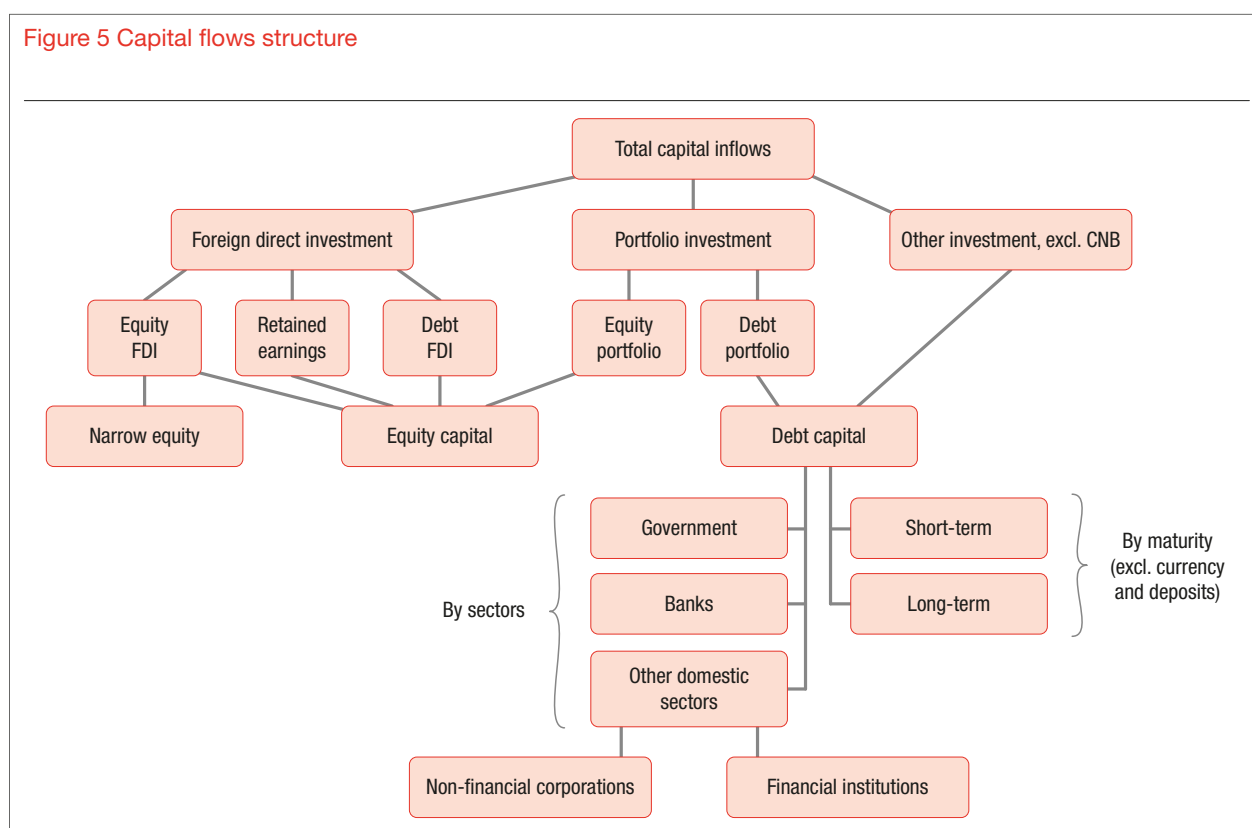 Figure 5 Capital flows structure
Total capital inflows
Foreign direct investment
Portfolio investment
Other investment, excl. CNB
Equity
FDI
Retained
earnings
Debt
FDI
Equity
portfolio
Debt
portfolio
Narrow equity
Equity capital
Debt capital
By sectors
Government
Banks
Other domestic
sectors
Short-term
Long-term
By maturity
(excl. currency
and deposits)
Non-financial corporations
Financial institutions